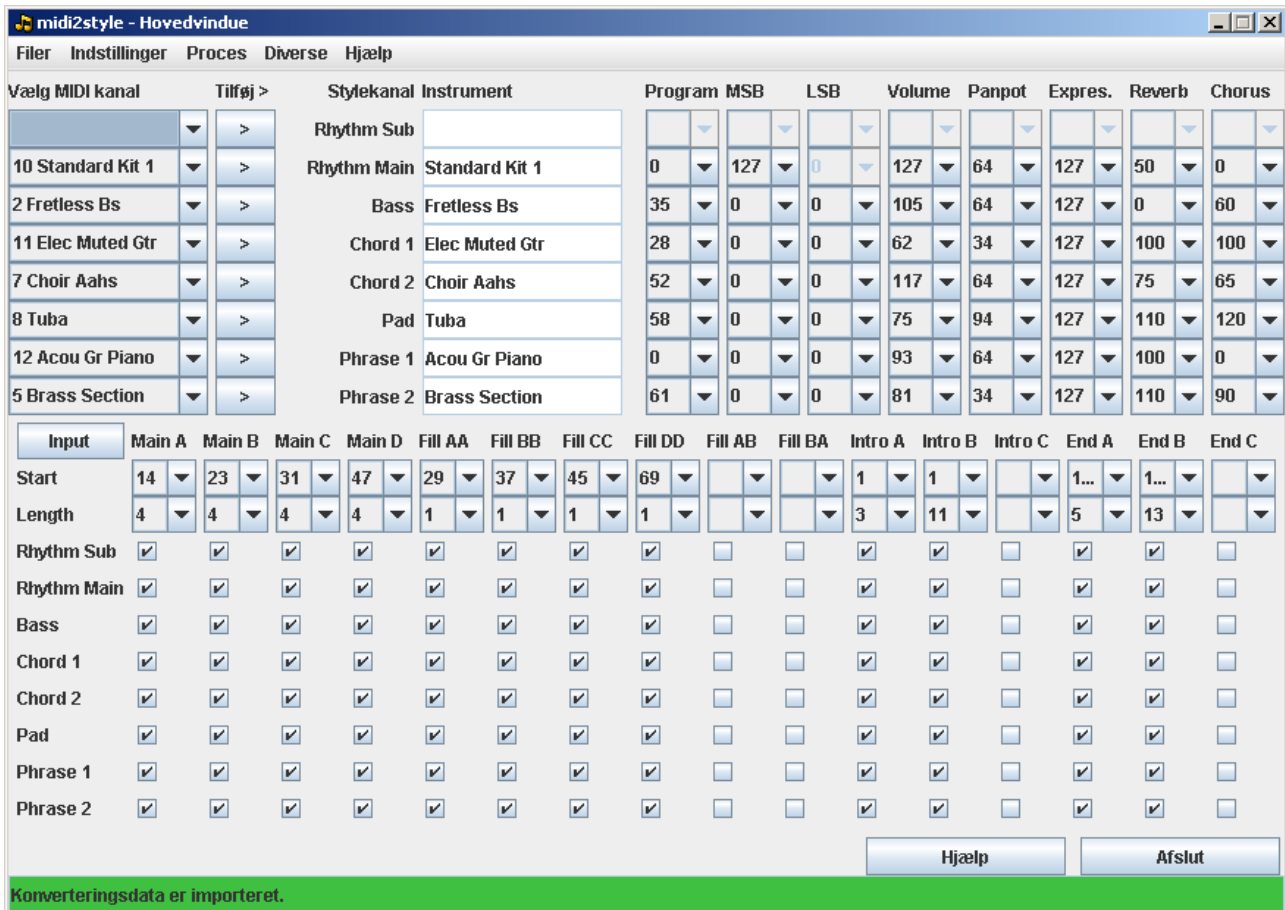 midi2style - Hovedvindue
Filer Indstillinger Proces Diverse Hjælp
Vælg MIDI kanal Tilføj > Stylekanal Instrument Program MSB LSB Volume Panpot Expres. Reverb Chorus
> Rhythm Sub
10 Standard Kit 1 > Rhythm Main Standard Kit 1 0 127 0 127 64 127 50 0
2 Fretless Bs > Bass Fretless Bs 35 0 0 105 64 127 0 60
11 Elec Muted Gtr > Chord 1 Elec Muted Gtr 28 0 0 62 34 127 100 100
7 Choir Aahs > Chord 2 Choir Aahs 52 0 0 117 64 127 75 65
8 Tuba > Pad Tuba 58 0 0 75 94 127 110 120
12 Acou Gr Piano > Phrase 1 Acou Gr Piano 0 0 0 93 64 127 100 0
5 Brass Section > Phrase 2 Brass Section 61 0 0 81 34 127 110 90
Input Main A Main B Main C Main D Fill AA Fill BB Fill CC Fill DD Fill AB Fill BA Intro A Intro B Intro C End A End B End C
Start 14 23 31 47 29 37 45 69 1 1 1... 1...
Length 4 4 4 4 1 1 1 1 3 11 5 13
Rhythm Sub
Rhythm Main
Bass
Chord 1
Chord 2
Pad
Phrase 1
Phrase 2
Hjælp Afslut
Konverteringsdata er importeret.